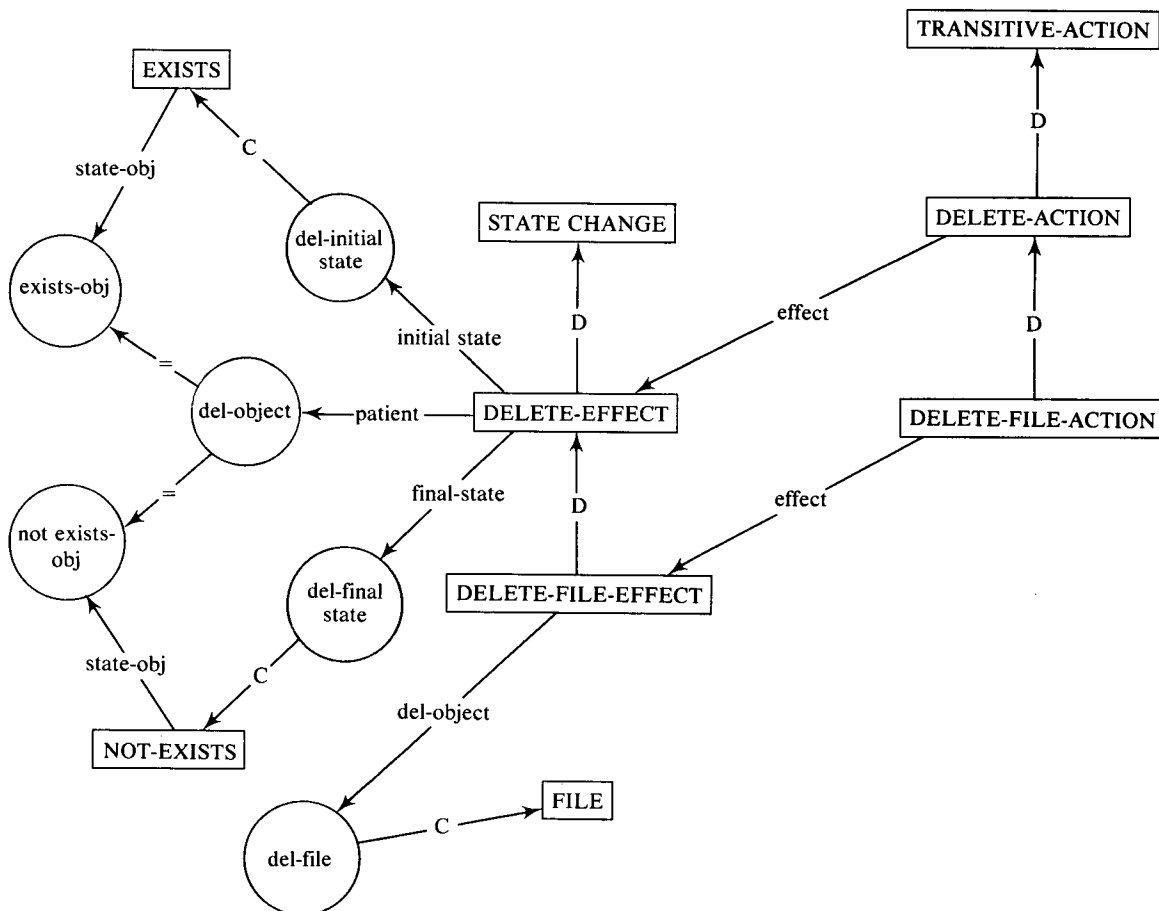 TRANSITIVE-ACTION
EXISTS
D
C
state-obj
DELETE-ACTION
STATE CHANGE
del-initial
state
exists-obj
effect
D
D
initial state
=
del-object
patient
DELETE-EFFECT
DELETE-FILE-ACTION
final-state
=
effect
D
not exists-
obj
del-final
state
DELETE-FILE-EFFECT
state-obj
C
del-object
NOT-EXISTS
FILE
C
del-file